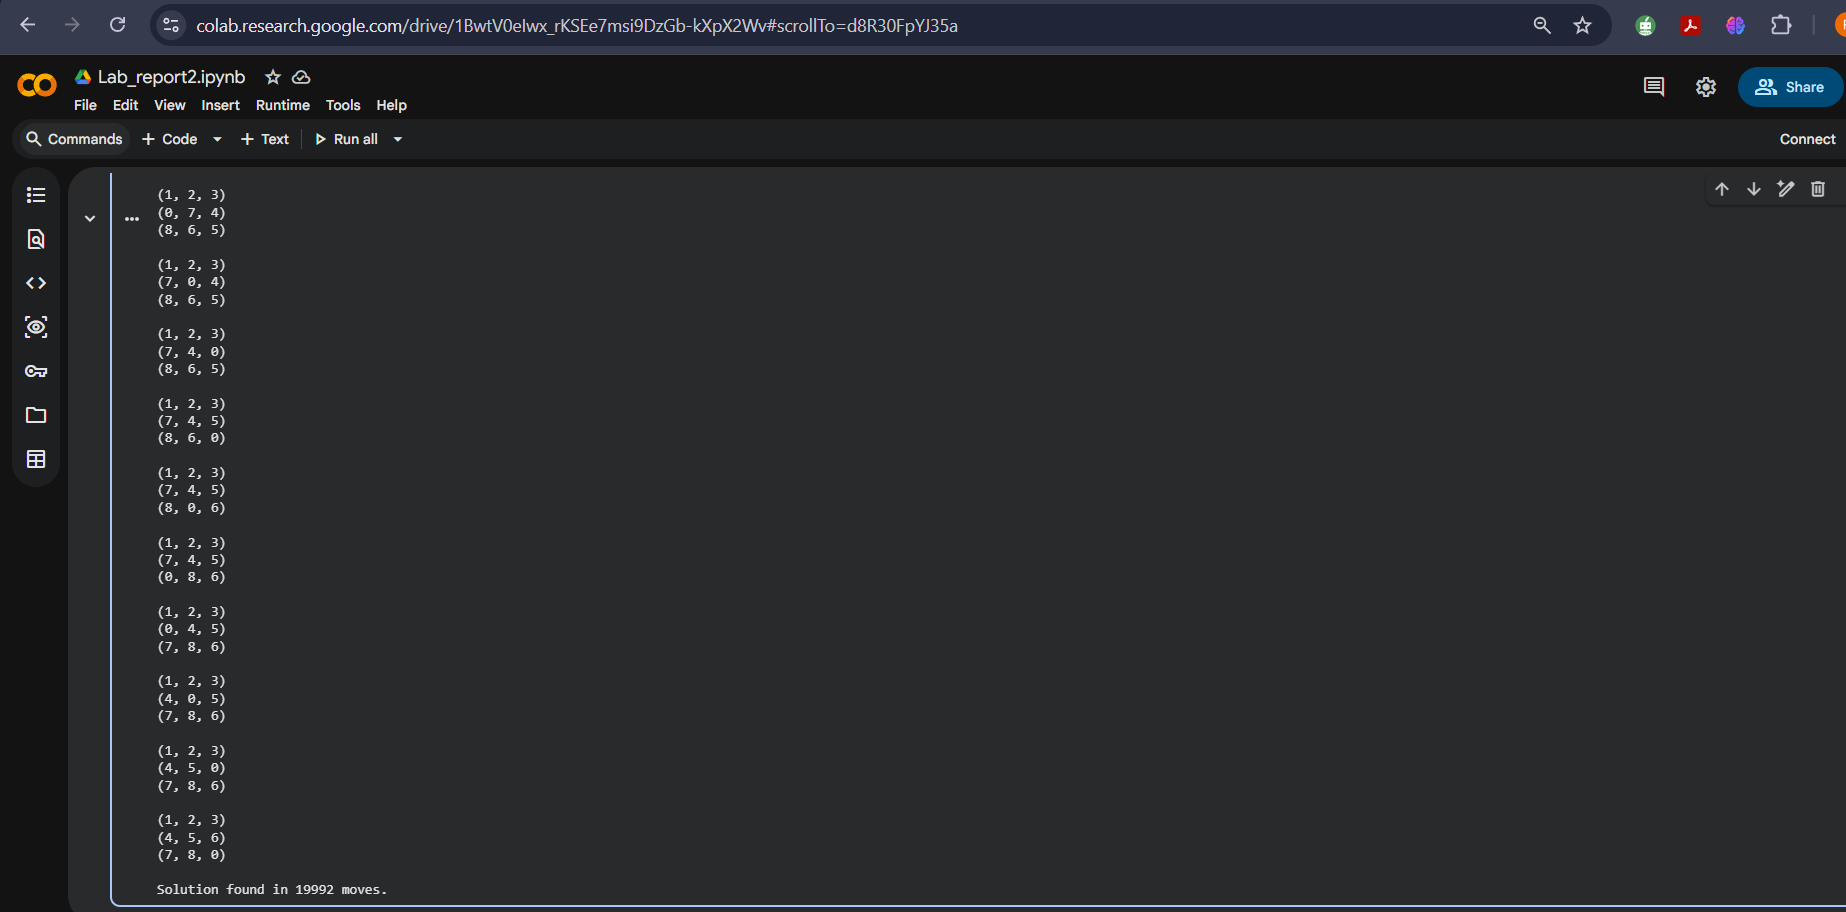 colab.research.google.com/drive/1BwtV0eIwx_rKSEe7msi9DzGb-kXpX2Wv#scrollTo=d8R30FpYJ35a
Lab_report2.ipynb
File Edit View Insert Runtime Tools Help
Share
Commands + Code + Text Run all
Connect
(1, 2, 3)
(0, 7, 4)
(8, 6, 5)
(1, 2, 3)
(7, 0, 4)
(8, 6, 5)
(1, 2, 3)
(7, 4, 0)
(8, 6, 5)
(1, 2, 3)
(7, 4, 5)
(8, 6, 0)
(1, 2, 3)
(7, 4, 5)
(8, 0, 6)
(1, 2, 3)
(7, 4, 5)
(0, 8, 6)
(1, 2, 3)
(0, 4, 5)
(7, 8, 6)
(1, 2, 3)
(4, 0, 5)
(7, 8, 6)
(1, 2, 3)
(4, 5, 0)
(7, 8, 6)
(1, 2, 3)
(4, 5, 6)
(7, 8, 0)
Solution found in 19992 moves.